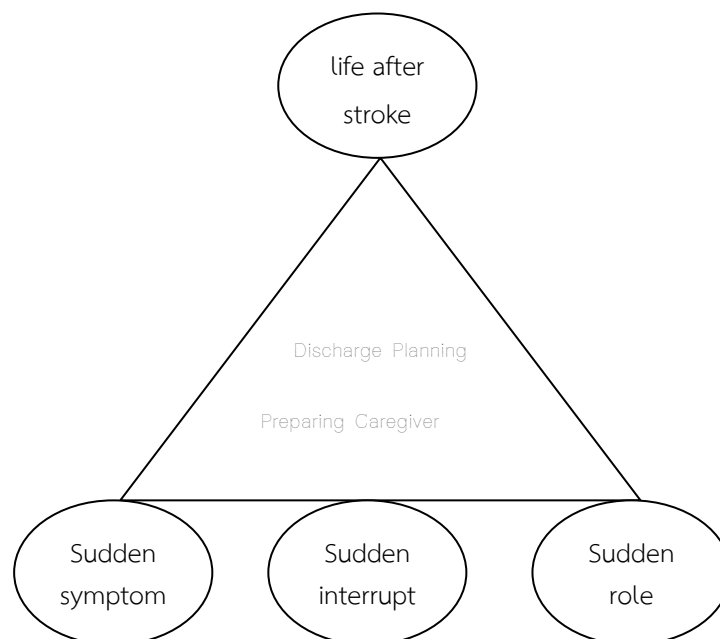 life after
stroke
Discharge Planning
Preparing Caregiver
Sudden
symptom
Sudden
interrupt
Sudden
role